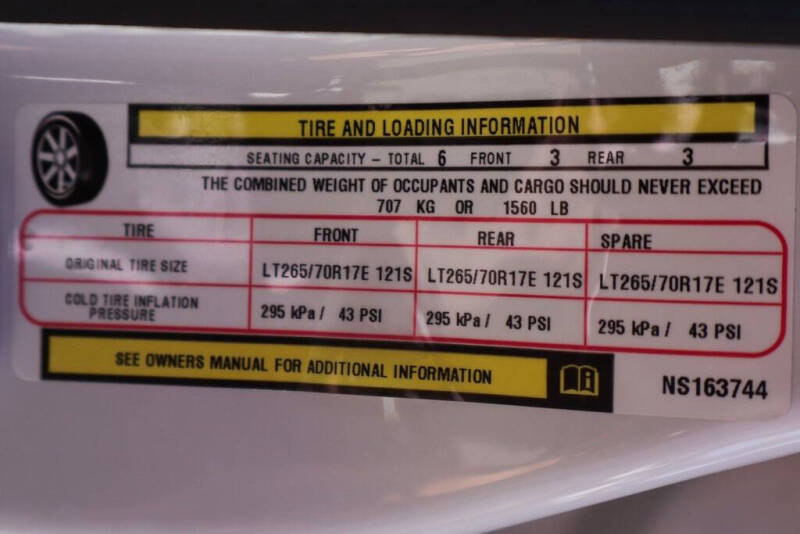 TIRE AND LOADING INFORMATION
SEATING CAPACITY – TOTAL 6 FRONT 3 REAR 3
THE COMBINED WEIGHT OF OCCUPANTS AND CARGO SHOULD NEVER EXCEED
707 KG OR 1560 LB
TIRE FRONT REAR SPARE
ORIGINAL TIRE SIZE LT265/70R17E 121S LT265/70R17E 121S LT265/70R17E 121S
COLD TIRE INFLATION
PRESSURE 295 kPa / 43 PSI 295 kPa / 43 PSI 295 kPa / 43 PSI
SEE OWNERS MANUAL FOR ADDITIONAL INFORMATION
NS163744